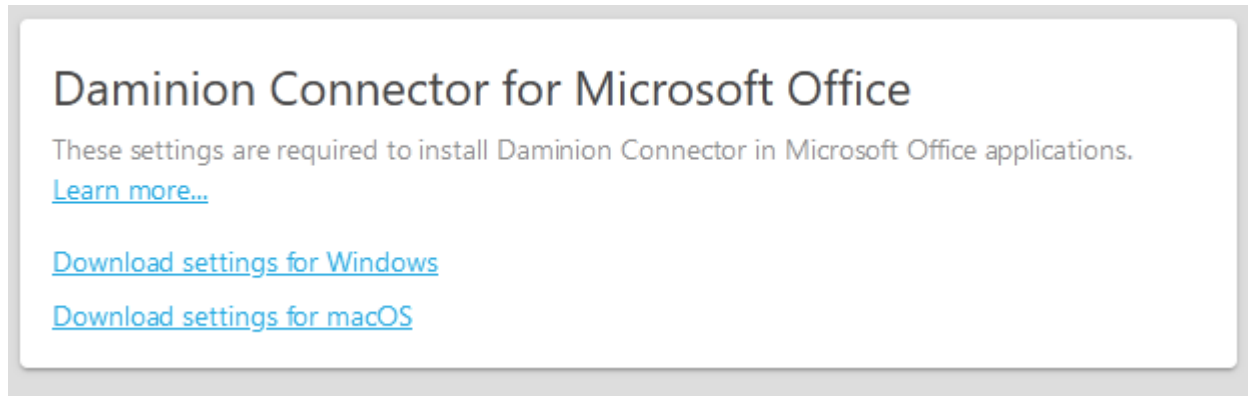 Daminion Connector for Microsoft Office
These settings are required to install Daminion Connector in Microsoft Office applications.
Learn more...
Download settings for Windows
Download settings for macOS